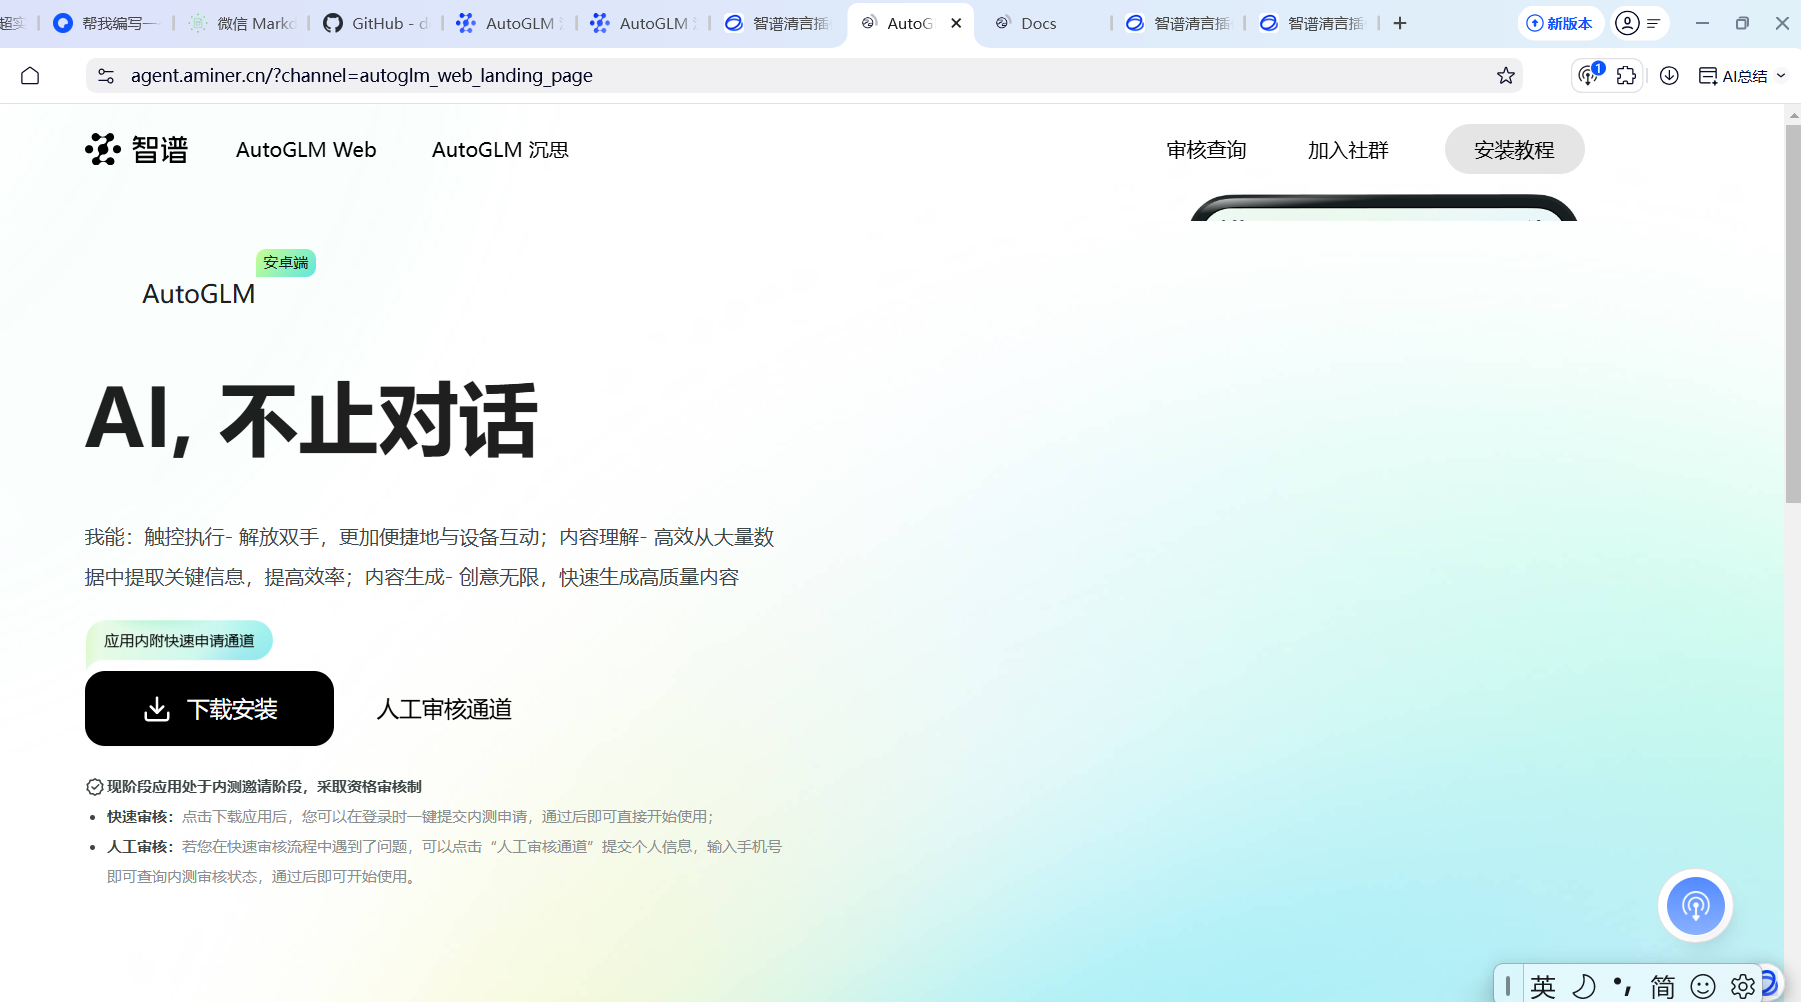 超实
帮我编写一
微信 Markd
GitHub - d
AutoGLM 沉
AutoGLM 沉
智谱清言插
AutoG
Docs
智谱清言插
智谱清言插
新版本
agent.aminer.cn/?channel=autoglm_web_landing_page
1
AI总结
智谱
AutoGLM Web
AutoGLM 沉思
审核查询
加入社群
安装教程
安卓端
AutoGLM
AI, 不止对话
我能：触控执行- 解放双手，更加便捷地与设备互动；内容理解- 高效从大量数
据中提取关键信息，提高效率；内容生成- 创意无限，快速生成高质量内容
应用内附快速申请通道
下载安装
人工审核通道
现阶段应用处于内测邀请阶段，采取资格审核制
快速审核：点击下载应用后，您可以在登录时一键提交内测申请，通过后即可直接开始使用；
人工审核：若您在快速审核流程中遇到了问题，可以点击“人工审核通道”提交个人信息，输入手机号
即可查询内测审核状态，通过后即可开始使用。
英
简